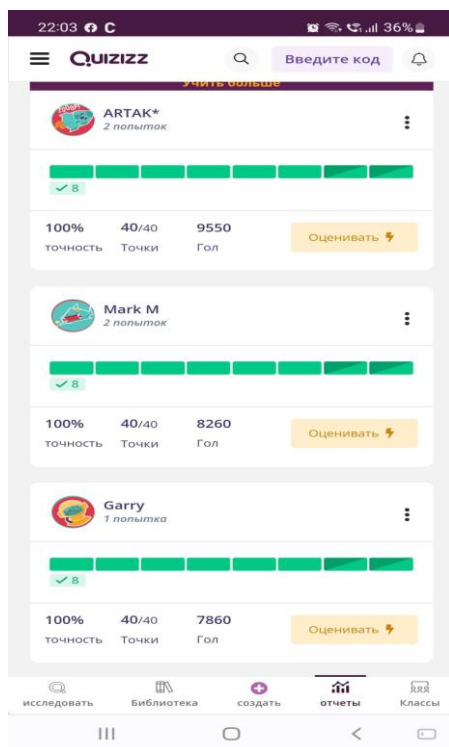 22:03 36%
QUIZIZZ Введите код
Учить больше
ARTAK*
2 попыток
8
100% 40/40 9550 Оценивать
точность Точки Гол
Mark M
2 попыток
8
100% 40/40 8260 Оценивать
точность Точки Гол
Garry
1 попытка
8
100% 40/40 7860 Оценивать
точность Точки Гол
исследовать Библиотека создать отчеты Классы